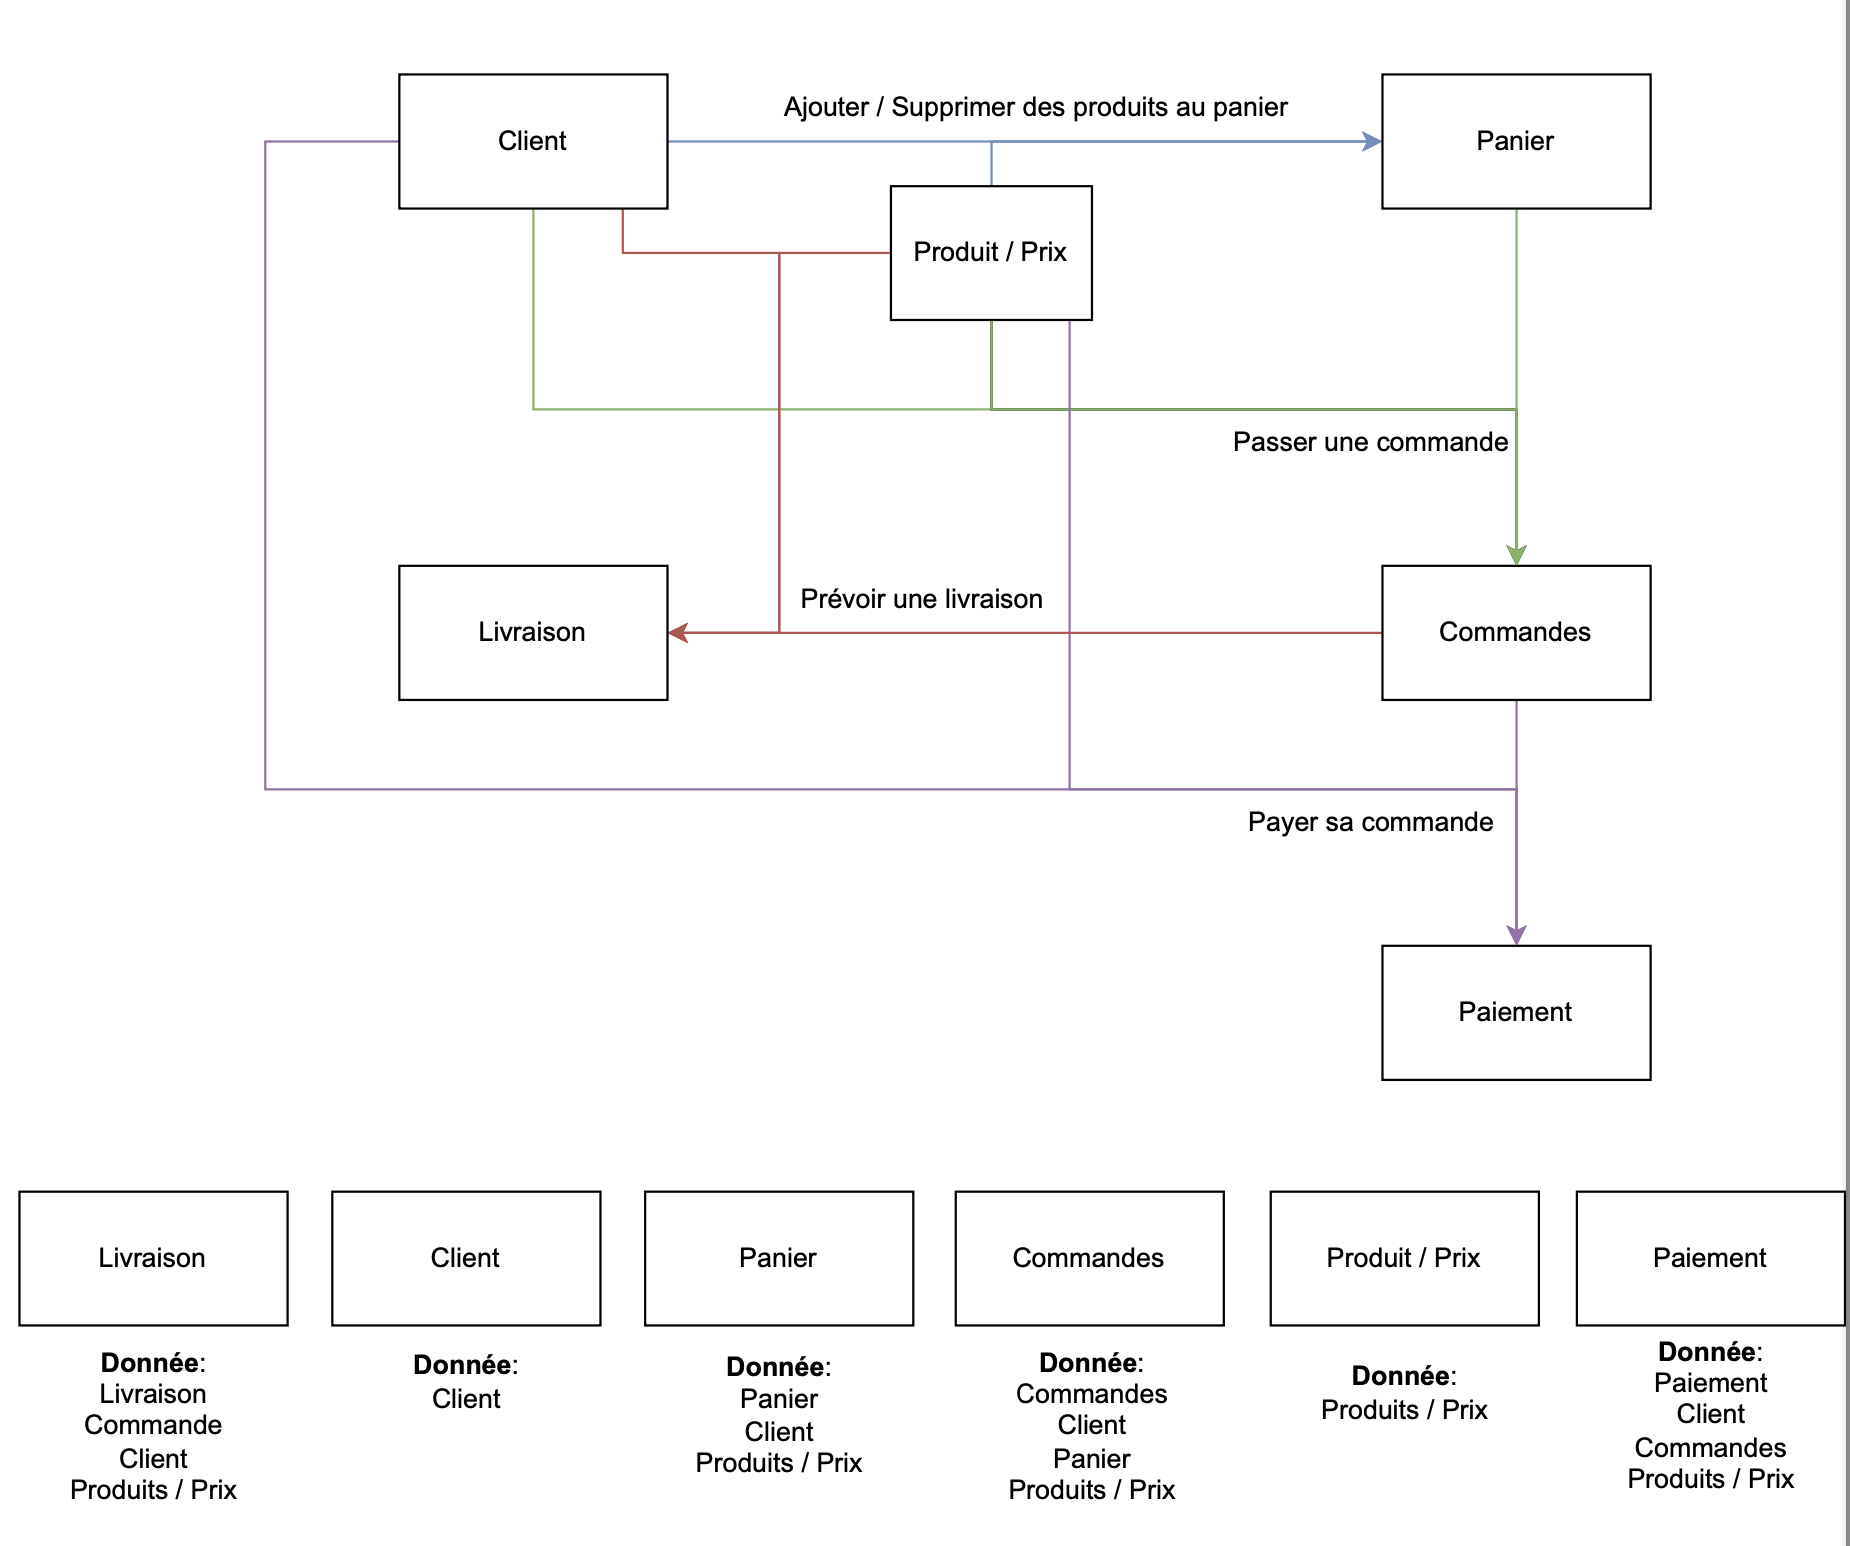 Client
Ajouter / Supprimer des produits au panier
Panier
Produit / Prix
Passer une commande
Livraison
Prévoir une livraison
Commandes
Payer sa commande
Paiement
Livraison
Client
Panier
Commandes
Produit / Prix
Paiement
Donnée:
Livraison
Commande
Client
Produits / Prix
Donnée:
Client
Donnée:
Panier
Client
Produits / Prix
Donnée:
Commandes
Client
Panier
Produits / Prix
Donnée:
Produits / Prix
Donnée:
Paiement
Client
Commandes
Produits / Prix